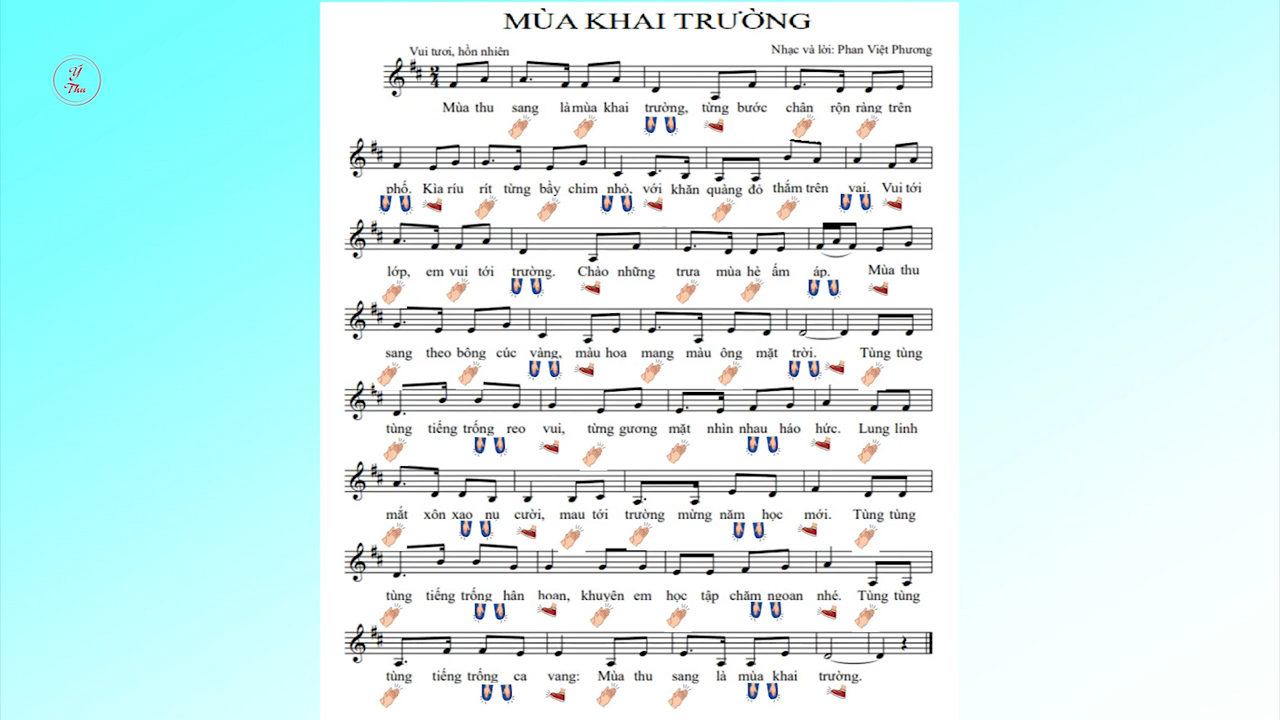 MÙA KHAI TRƯỜNG
Vui tươi, hồn nhiên
Nhạc và lời: Phan Việt Phương
Ý
Thu
2
4
Mùa thu sang là mùa khai trường, từng bước chân rộn ràng trên
phố. Kìa ríu rít từng bầy chim nhỏ, với khăn quàng đỏ thắm trên vai. Vui tới
lớp, em vui tới trường. Chào những trưa mùa hè ấm áp. Mùa thu
sang theo bông cúc vàng, màu hoa mang màu ông mặt trời. Tùng tùng
tùng tiếng trống reo vui, từng gương mặt nhìn nhau háo hức. Lung linh
mắt xôn xao nụ cười, mau tới trường mừng năm học mới. Tùng tùng
tùng tiếng trống hân hoan, khuyên em học tập chăm ngoan nhé. Tùng tùng
tùng tiếng trống ca vang: Mùa thu sang là mùa khai trường.